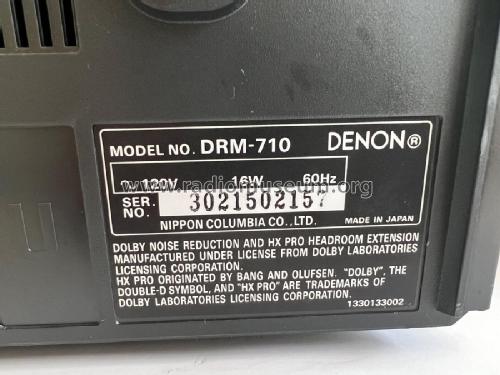 MODEL NO. DRM-710 DENON®
120V 16W 60Hz
www.radiomuseum.org
SER. NO. 3021502157
NIPPON COLUMBIA CO., LTD. MADE IN JAPAN
DOLBY NOISE REDUCTION AND HX PRO HEADROOM EXTENSION
MANUFACTURED UNDER LICENSE FROM DOLBY LABORATORIES
LICENSING CORPORATION.
HX PRO ORIGINATED BY BANG AND OLUFSEN. "DOLBY", THE
DOUBLE-D SYMBOL, AND "HX PRO" ARE TRADEMARKS OF
DOLBY LABORATORIES LICENSING CORPORATION.
1330133002